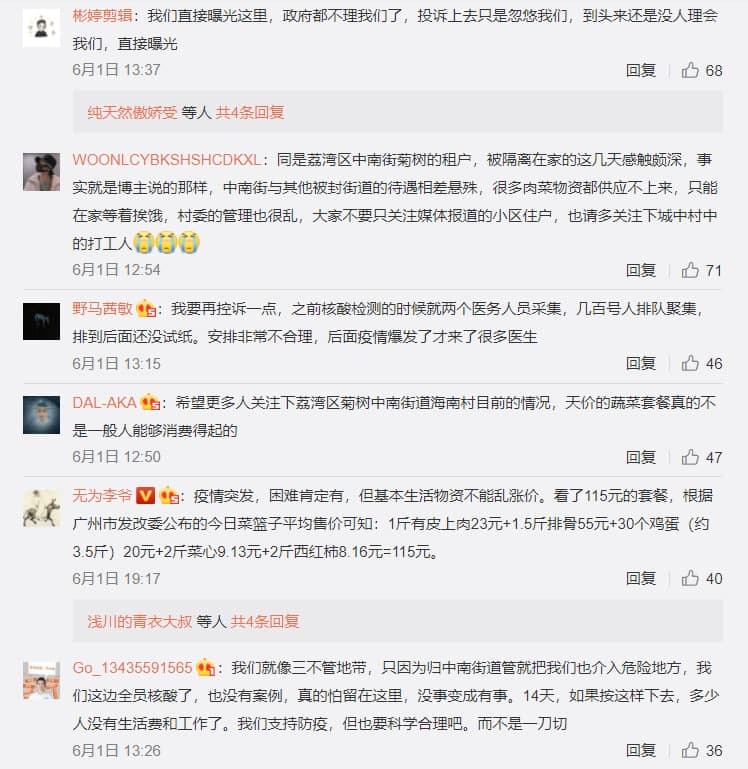 彬婷剪辑：我们直接曝光这里，政府都不理我们了，投诉上去只是忽悠我们，到头来还是没人理会
我们，直接曝光
6月1日 13:37 回复 68
纯天然傲娇受 等人 共4条回复
WOONLCYBKSHSHCDKXL：同是荔湾区中南街菊树的租户，被隔离在家的这几天感触颇深，事
实就是博主说的那样，中南街与其他被封街道的待遇相差悬殊，很多肉菜物资都供应不上来，只能
在家等着挨饿，村委的管理也很乱，大家不要只关注媒体报道的小区住户，也请多关注下城中村中
的打工人😭😭😭
6月1日 12:54 回复 71
野马茜敏：我要再控诉一点，之前核酸检测的时候就两个医务人员采集，几百号人排队聚集，
排到后面还没试纸。安排非常不合理，后面疫情爆发了才来了很多医生
6月1日 13:15 回复 46
DAL-AKA：希望更多人关注下荔湾区菊树中南街道海南村目前的情况，天价的蔬菜套餐真的不
是一般人能够消费得起的
6月1日 12:50 回复 47
无为李爷 V：疫情突发，困难肯定有，但基本生活物资不能乱涨价。看了115元的套餐，根据
广州市发改委公布的今日菜篮子平均售价可知：1斤有皮上肉23元+1.5斤排骨55元+30个鸡蛋（约
3.5斤）20元+2斤菜心9.13元+2斤西红柿8.16元=115元。
6月1日 19:17 回复 40
浅川的青衣大叔 等人 共4条回复
Go_13435591565：我们就像三不管地带，只因为归中南街道管就把我们也介入危险地方，我
们这边全员核酸了，也没有案例，真的怕留在这里，没事变成有事。14天，如果按这样下去，多少
人没有生活费和工作了。我们支持防疫，但也要科学合理吧。而不是一刀切
6月1日 13:26 回复 36